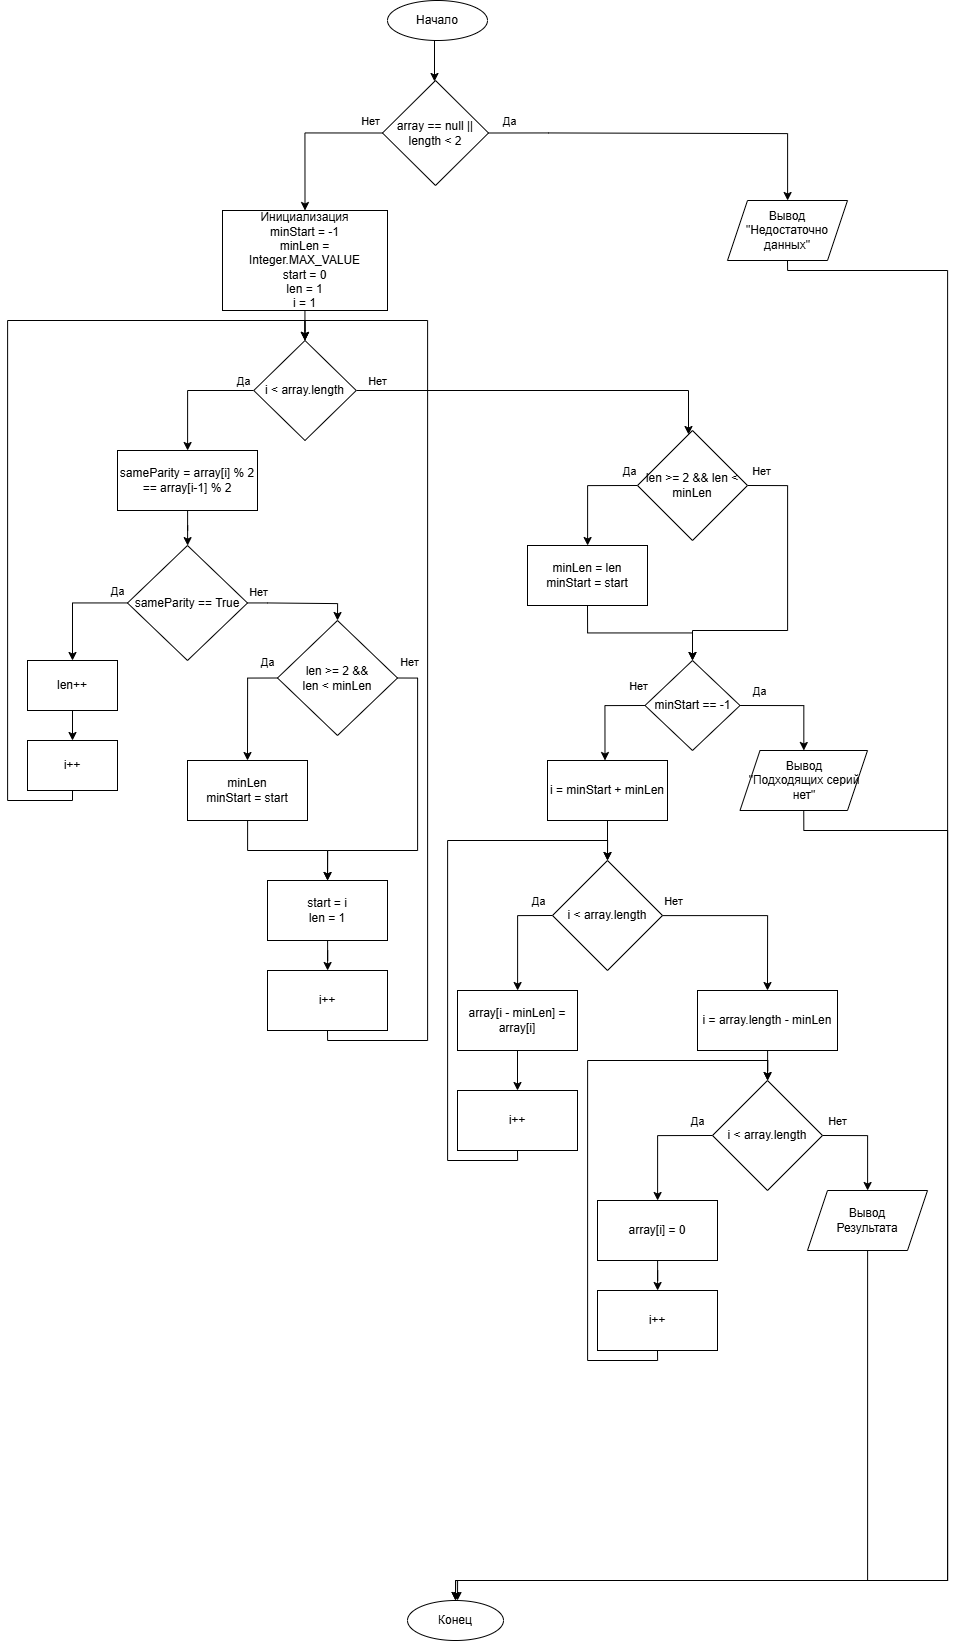 Начало
array == null ||
length < 2
Нет
Да
Вывод
"Недостаточно
данных"
Инициализация
minStart = -1
minLen =
Integer.MAX_VALUE
start = 0
len = 1
i = 1
i < array.length
Да
Нет
sameParity = array[i] % 2
== array[i-1] % 2
sameParity == True
Да
Нет
len++
i++
len >= 2 &&
len < minLen
Да
Нет
minLen
minStart = start
start = i
len = 1
i++
len >= 2 && len <
minLen
Да
Нет
minLen = len
minStart = start
minStart == -1
Нет
Да
Вывод
"Подходящих серий
нет"
i = minStart + minLen
i < array.length
Да
Нет
array[i - minLen] =
array[i]
i++
i = array.length - minLen
i < array.length
Да
Нет
array[i] = 0
i++
Вывод
Результата
Конец